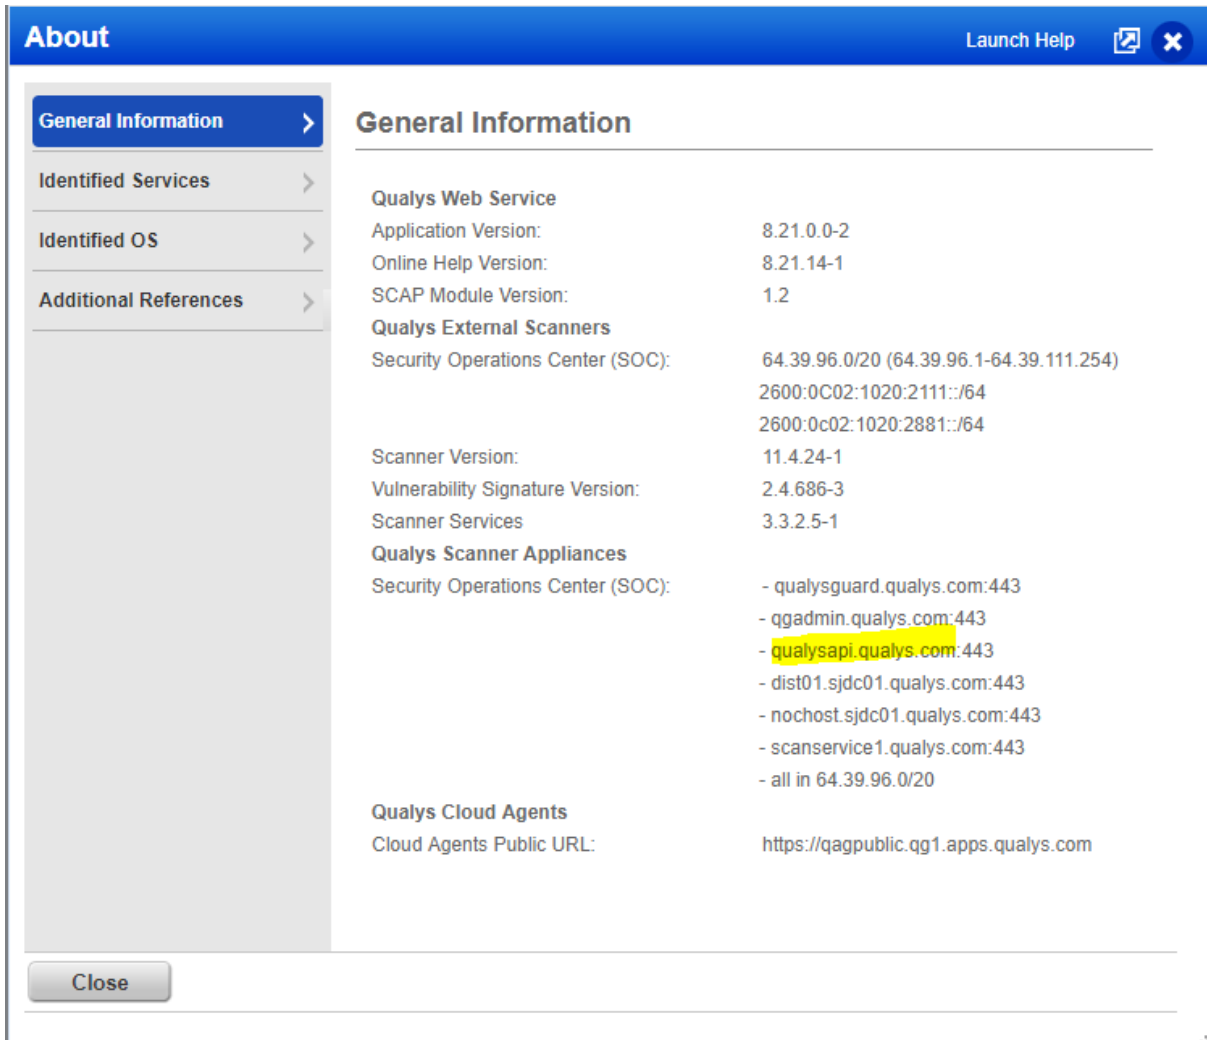 About
Launch Help
General Information
Identified Services
Identified OS
Additional References
General Information
Qualys Web Service
Application Version: 8.21.0.0-2
Online Help Version: 8.21.14-1
SCAP Module Version: 1.2
Qualys External Scanners
Security Operations Center (SOC): 64.39.96.0/20 (64.39.96.1-64.39.111.254)
2600:0C02:1020:2111::/64
2600:0c02:1020:2881::/64
Scanner Version: 11.4.24-1
Vulnerability Signature Version: 2.4.686-3
Scanner Services 3.3.2.5-1
Qualys Scanner Appliances
Security Operations Center (SOC): - qualysguard.qualys.com:443
- qgadmin.qualys.com:443
- qualysapi.qualys.com:443
- dist01.sjdc01.qualys.com:443
- nochost.sjdc01.qualys.com:443
- scanservice1.qualys.com:443
- all in 64.39.96.0/20
Qualys Cloud Agents
Cloud Agents Public URL: https://qagpublic.qg1.apps.qualys.com
Close